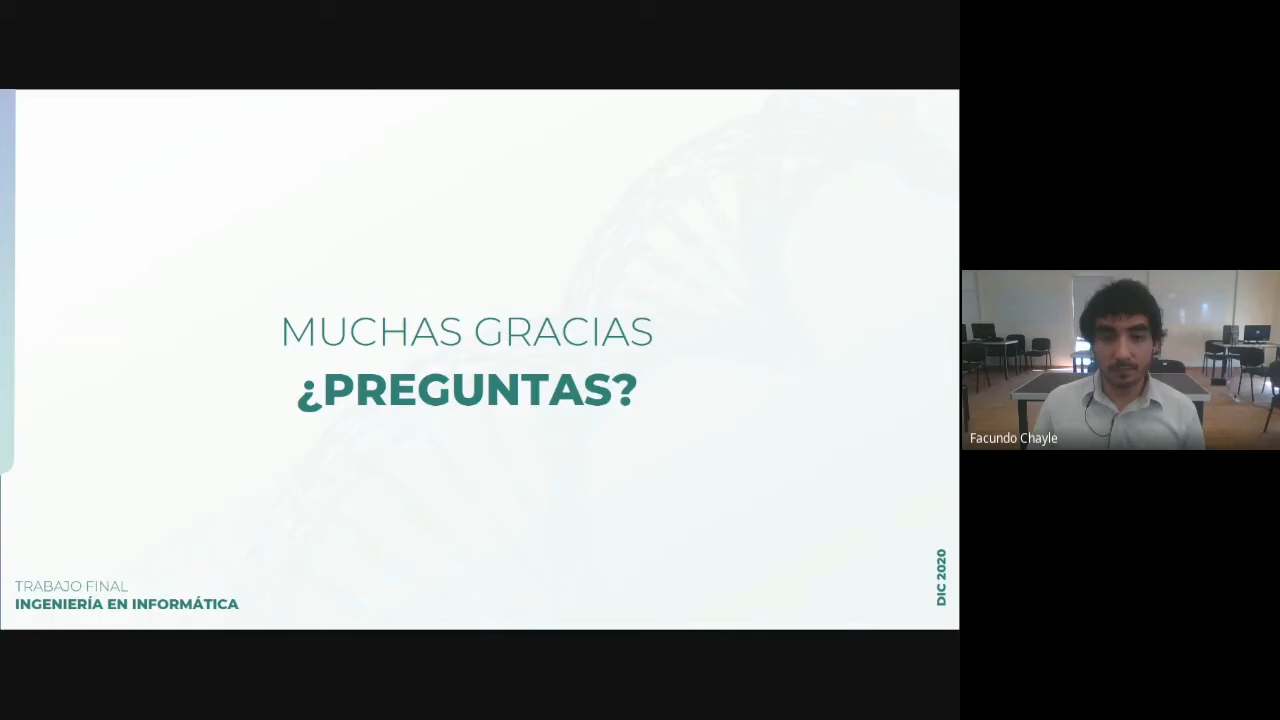 MUCHAS GRACIAS
¿PREGUNTAS?
TRABAJO FINAL
INGENIERÍA EN INFORMÁTICA
DIC 2020
Facundo Chayle